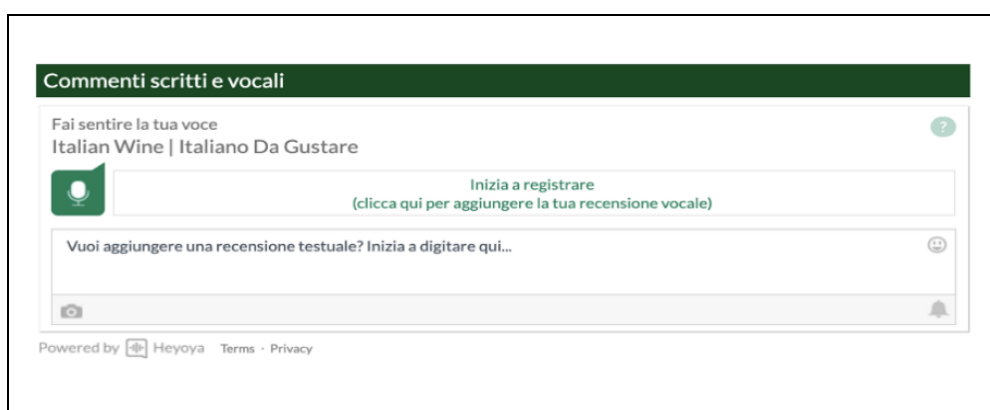 Commenti scritti e vocali
Fai sentire la tua voce
?
Italian Wine | Italiano Da Gustare
Inizia a registrare
(clicca qui per aggiungere la tua recensione vocale)
Vuoi aggiungere una recensione testuale? Inizia a digitare qui...
Powered by Heyoya Terms · Privacy